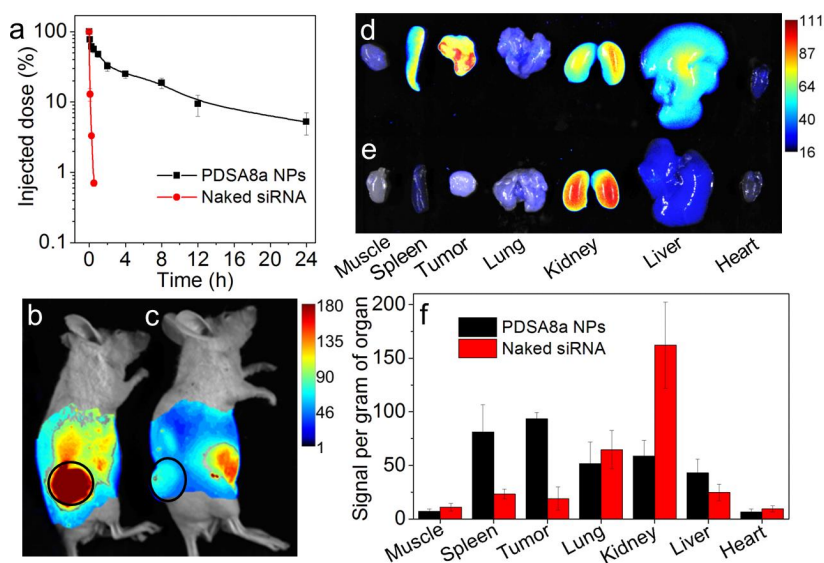 a
Injected dose (%)
100
10
1
0.1
PDSA8a NPs
Naked siRNA
0 4 8 12 16 20 24
Time (h)
d
e
111
87
64
40
16
Muscle Spleen Tumor Lung Kidney Liver Heart
b c
180
135
90
46
1
f
Signal per gram of organ
200
150
100
50
0
PDSA8a NPs
Naked siRNA
Muscle Spleen Tumor Lung Kidney Liver Heart